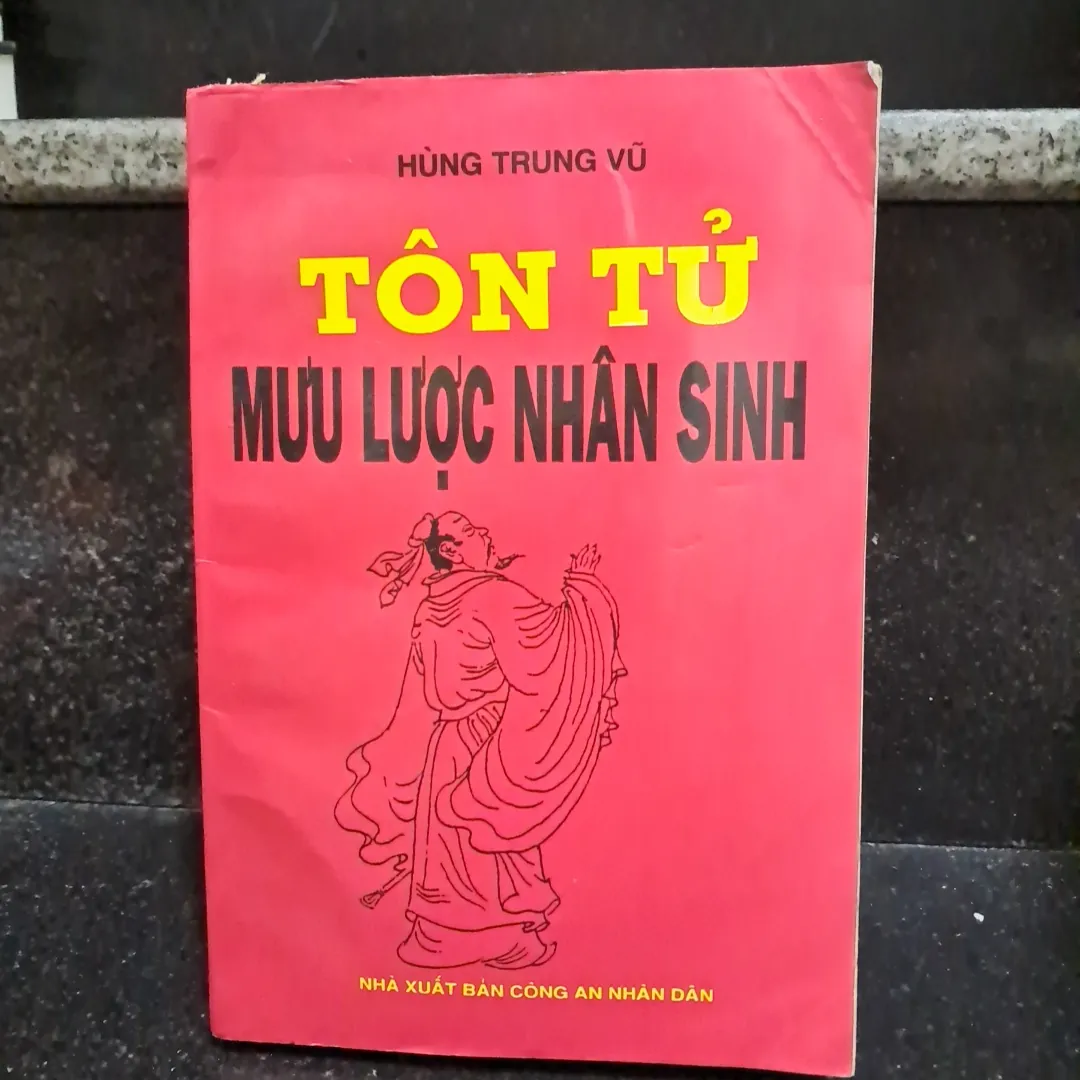 HÙNG TRUNG VŨ
TÔN TỬ
MƯU LƯỢC NHÂN SINH
NHÀ XUẤT BẢN CÔNG AN NHÂN DÂN